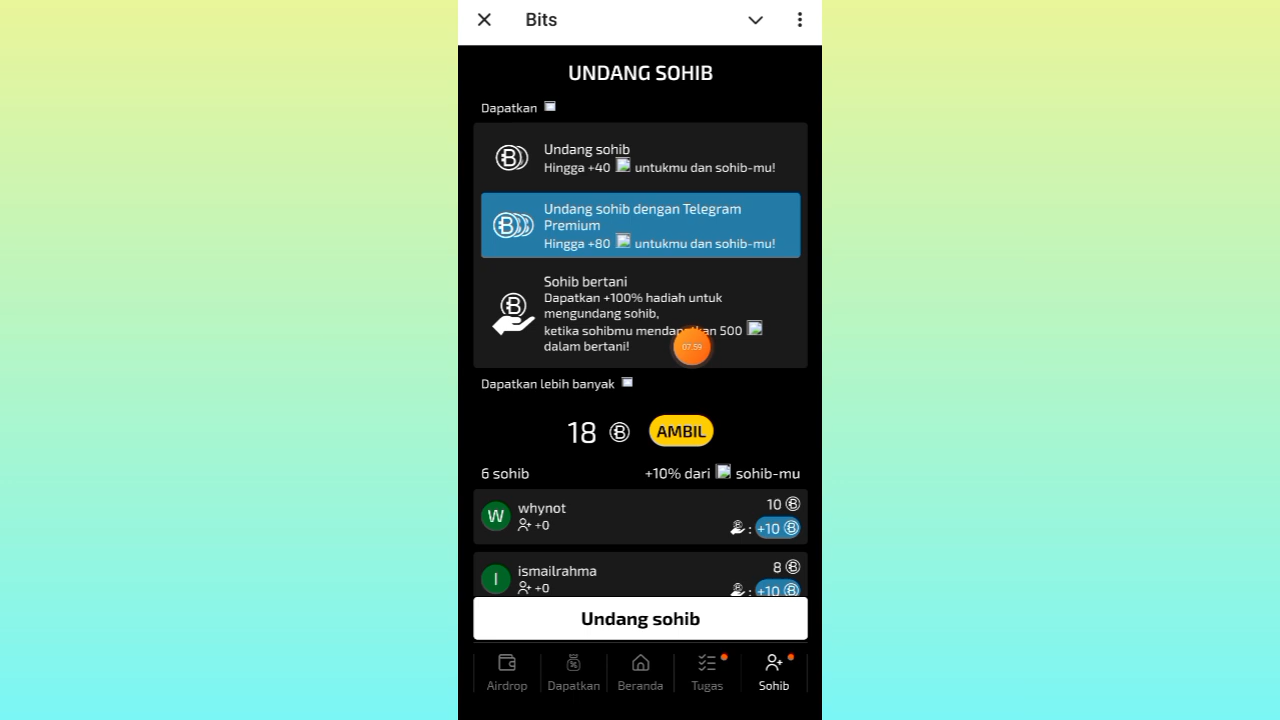 Bits
UNDANG SOHIB
Dapatkan
Undang sohib
Hingga +40 untukmu dan sohib-mu!
Undang sohib dengan Telegram
Premium
Hingga +80 untukmu dan sohib-mu!
Sohib bertani
Dapatkan +100% hadiah untuk
mengundang sohib,
ketika sohibmu mendapatkan 500
dalam bertani!
07:59
Dapatkan lebih banyak
18 AMBIL
6 sohib +10% dari sohib-mu
W whynot 10
+0 : +10
I ismailrahma 8
+0 : +10
Undang sohib
Airdrop Dapatkan Beranda Tugas Sohib